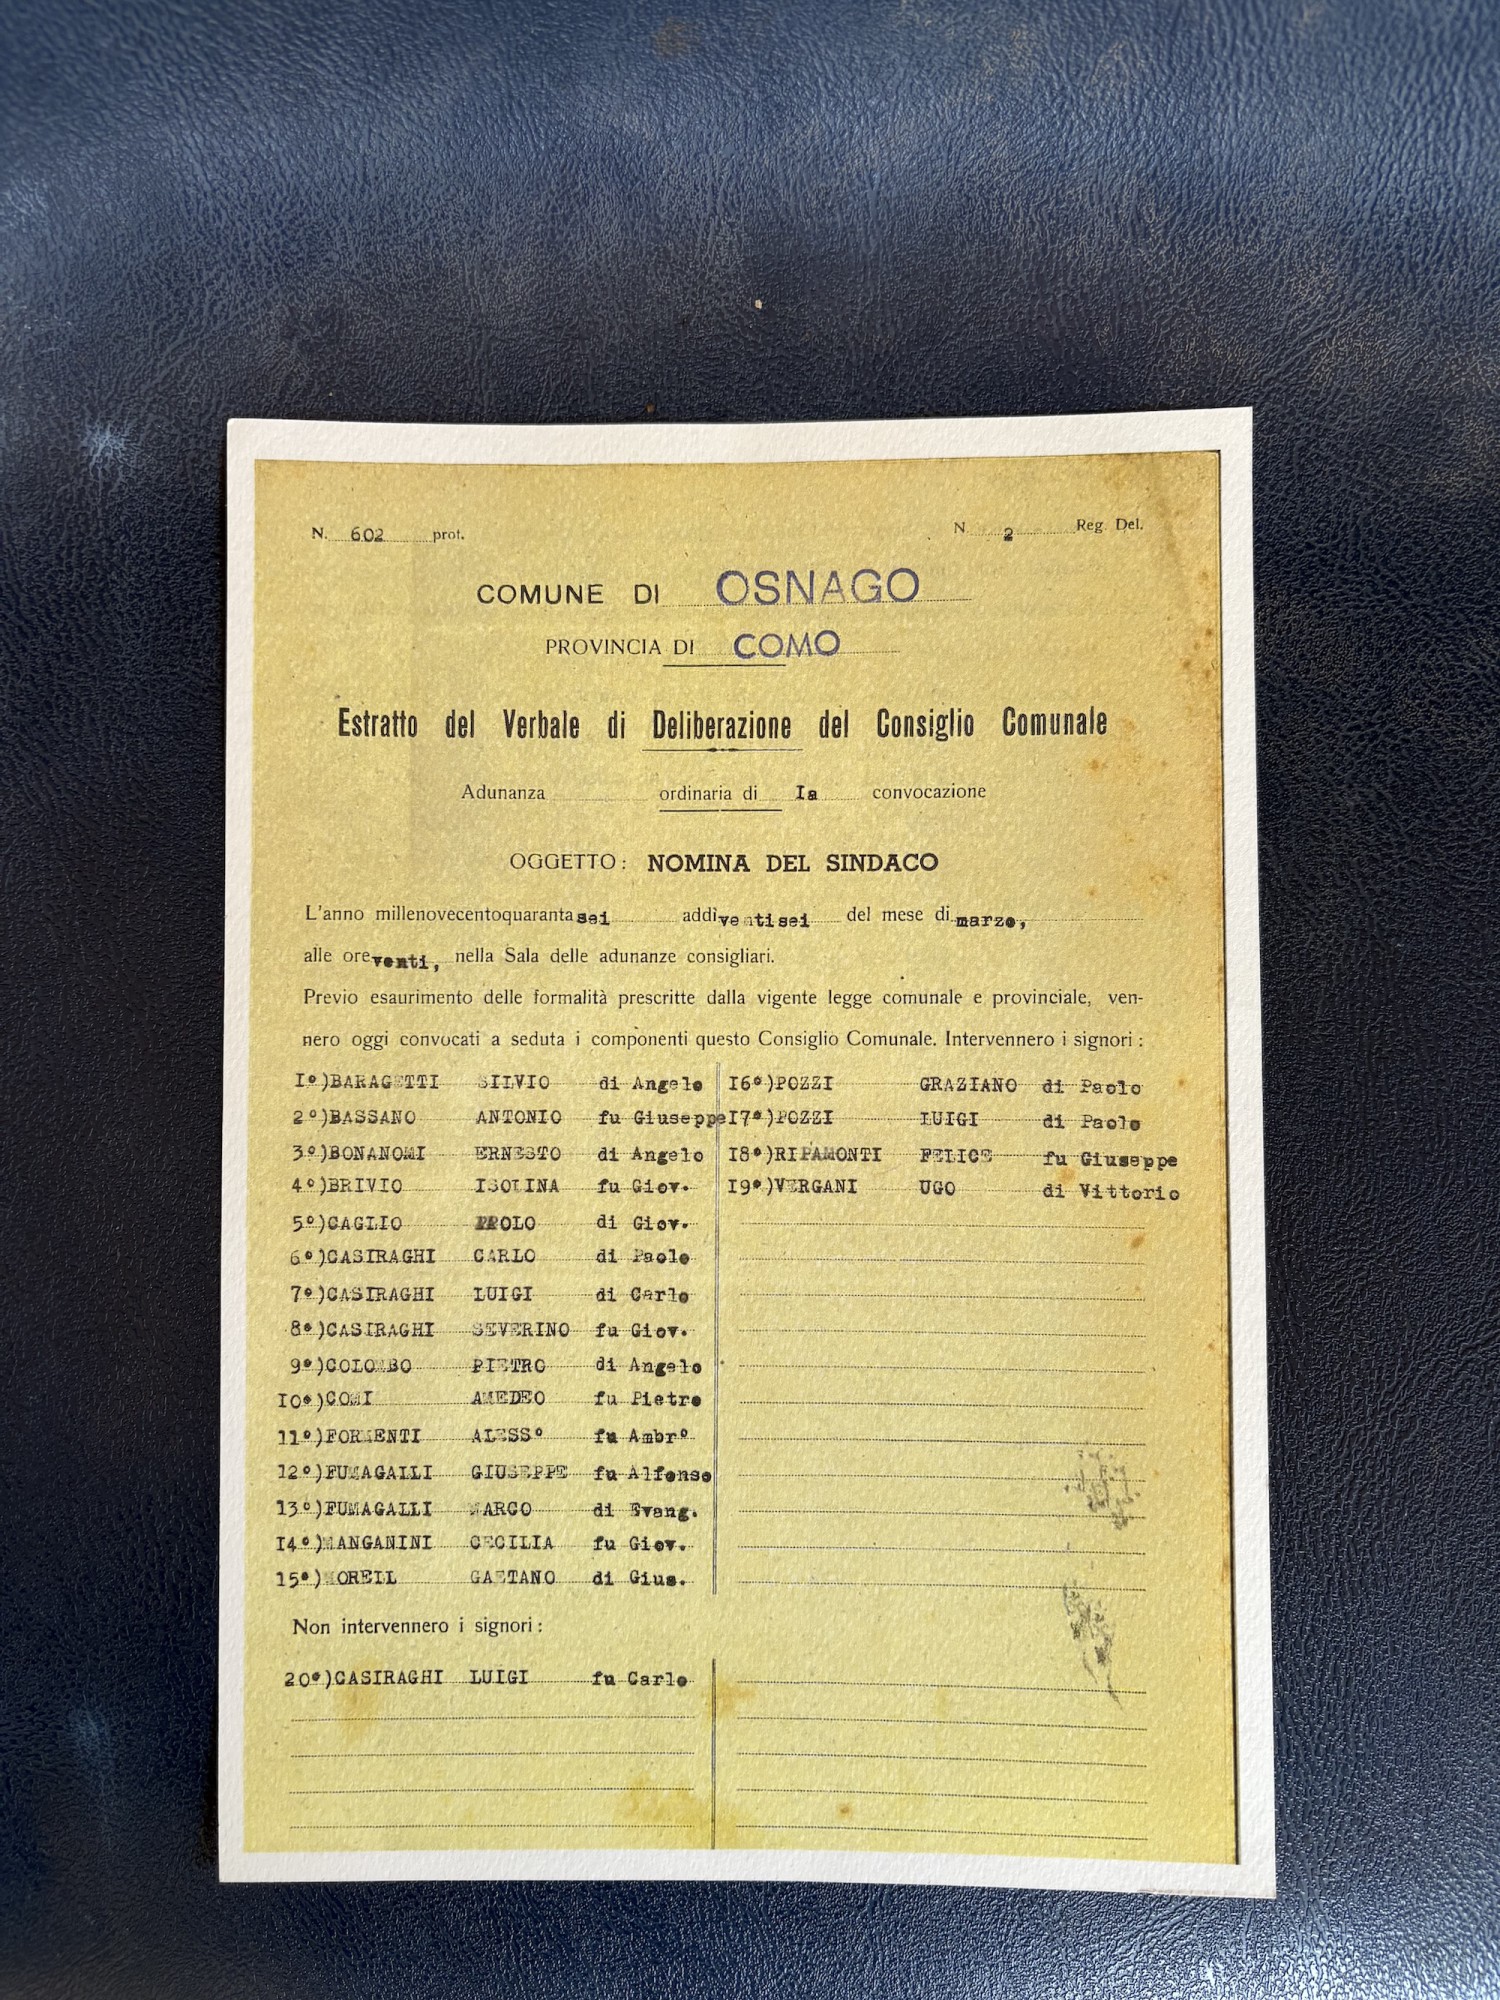 N. 602 prot. N. 2 Reg. Del.
COMUNE DI OSNAGO
PROVINCIA DI COMO
Estratto del Verbale di Deliberazione del Consiglio Comunale
Adunanza ordinaria di Ia convocazione
OGGETTO: NOMINA DEL SINDACO
L'anno millenovecentoquarantasei addì ventisei del mese di marzo,
alle ore venti, nella Sala delle adunanze consigliari.
Previo esaurimento delle formalità prescritte dalla vigente legge comunale e provinciale, ven-
nero oggi convocati a seduta i componenti questo Consiglio Comunale. Intervennero i signori:
1°)BARAGETTI SILVIO di Angelo
2°)BASSANO ANTONIO fu Giuseppe
3°)BONANOMI ERNESTO di Angelo
4°)BRIVIO ISOLINA fu Giov.
5°)CAGLIO PAOLO di Giov.
6°)CASIRAGHI CARLO di Paolo
7°)CASIRAGHI LUIGI di Carlo
8°)CASIRAGHI SEVERINO fu Giov.
9°)COLOMBO PIETRO di Angelo
10°)COMI AMEDEO fu Pietro
11°)FORMENTI ALESS° fu Ambr°
12°)FUMAGALLI GIUSEPPE fu Alfonso
13°)FUMAGALLI MARCO di Evang.
14°)MANGANINI CECILIA fu Giov.
15°) GAETANO di Gius.
16°)POZZI GRAZIANO di Paolo
17°)POZZI LUIGI di Paolo
18°)RIPAMONTI FELICE fu Giuseppe
19°)VERGANI UGO di Vittorio
Non intervennero i signori:
20°)CASIRAGHI LUIGI fu Carlo